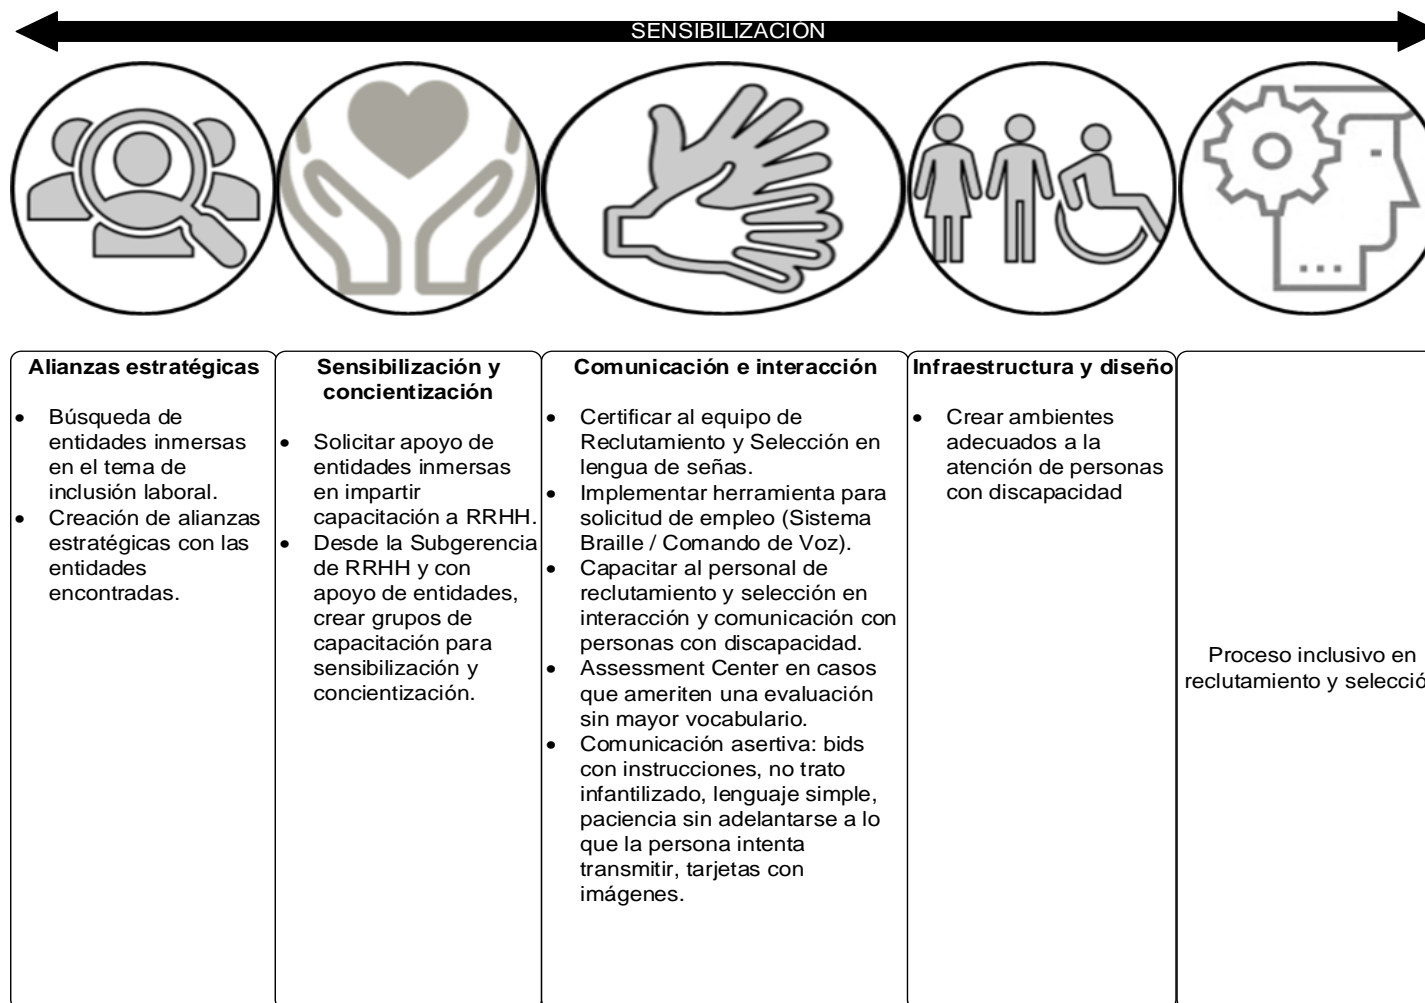 SENSIBILIZACIÓN
Alianzas estratégicas
• Búsqueda de
entidades inmersas
en el tema de
inclusión laboral.
• Creación de alianzas
estratégicas con las
entidades
encontradas.
Sensibilización y
concientización
• Solicitar apoyo de
entidades inmersas
en impartir
capacitación a RRHH.
• Desde la Subgerencia
de RRHH y con
apoyo de entidades,
crear grupos de
capacitación para
sensibilización y
concientización.
Comunicación e interacción
• Certificar al equipo de
Reclutamiento y Selección en
lengua de señas.
• Implementar herramienta para
solicitud de empleo (Sistema
Braille / Comando de Voz).
• Capacitar al personal de
reclutamiento y selección en
interacción y comunicación con
personas con discapacidad.
• Assessment Center en casos
que ameriten una evaluación
sin mayor vocabulario.
• Comunicación asertiva: bids
con instrucciones, no trato
infantilizado, lenguaje simple,
paciencia sin adelantarse a lo
que la persona intenta
transmitir, tarjetas con
imágenes.
Infraestructura y diseño
• Crear ambientes
adecuados a la
atención de personas
con discapacidad
Proceso inclusivo en
reclutamiento y selecció